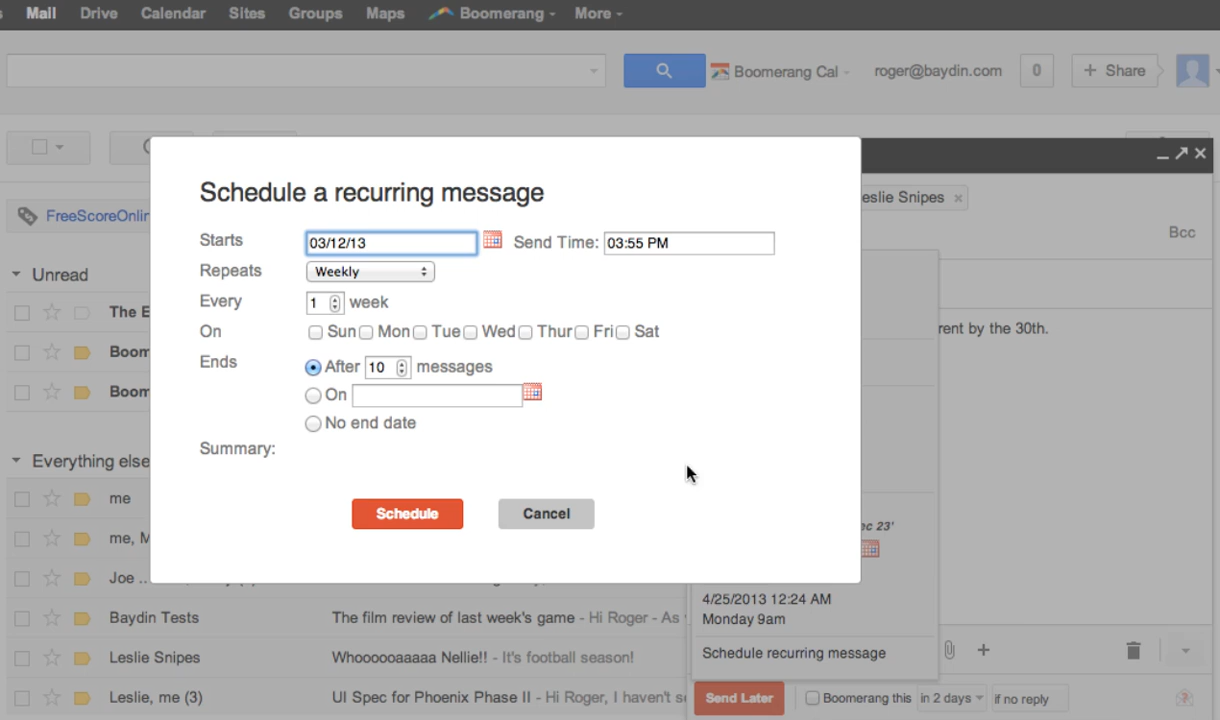 Mail Drive Calendar Sites Groups Maps Boomerang More
Boomerang Cal roger@baydin.com 0 + Share
FreeScoreOnlin
Unread
The E
Boom
Boom
Everything else
me
me, M
Joe ..
Baydin Tests The film review of last week's game - Hi Roger - As
Leslie Snipes Whoooooaaaaa Nellie!! - It's football season!
Leslie, me (3) UI Spec for Phoenix Phase II - Hi Roger, I haven't s
Schedule a recurring message
Starts 03/12/13 Send Time: 03:55 PM
Repeats Weekly
Every 1 week
On Sun Mon Tue Wed Thur Fri Sat
Ends After 10 messages
On
No end date
Summary:
Schedule Cancel
eslie Snipes ×
Bcc
rent by the 30th.
ec 23'
4/25/2013 12:24 AM
Monday 9am
Schedule recurring message
Send Later Boomerang this in 2 days if no reply